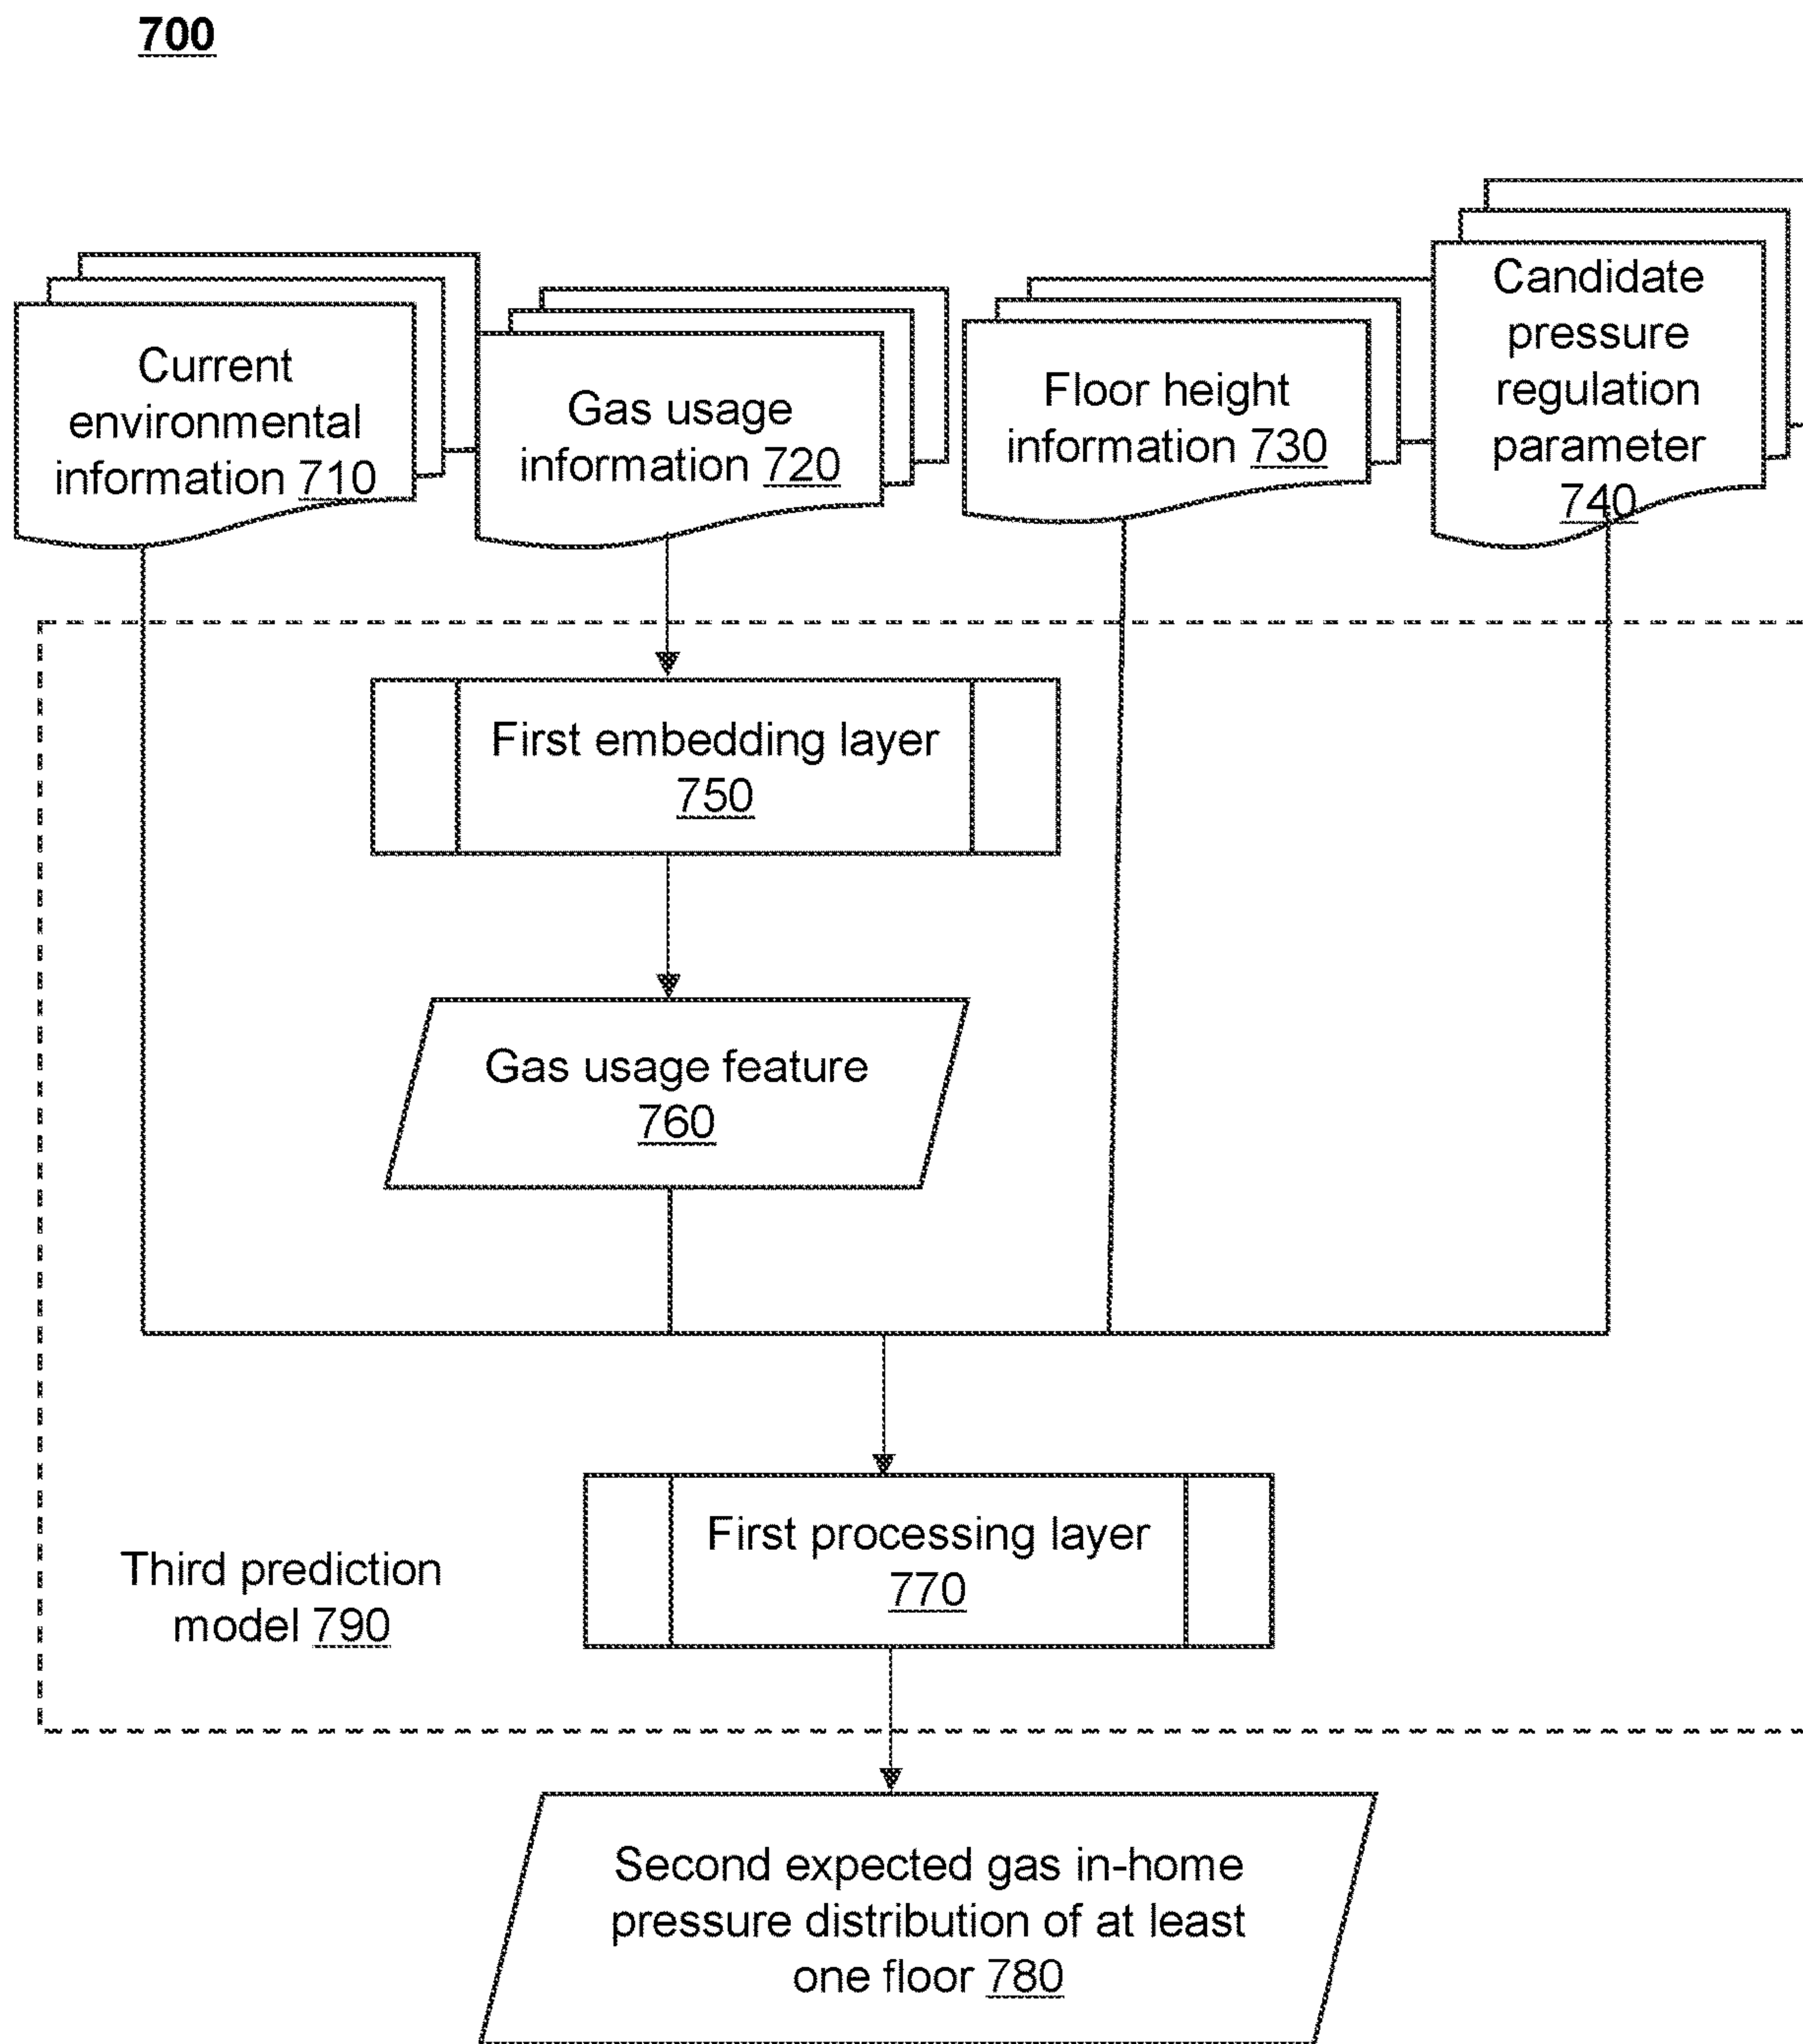 700
Current
environmental
information 710
Gas usage
information 720
Floor height
information 730
Candidate
pressure
regulation
parameter
740
First embedding layer
750
Gas usage feature
760
First processing layer
770
Third prediction
model 790
Second expected gas in-home
pressure distribution of at least
one floor 780